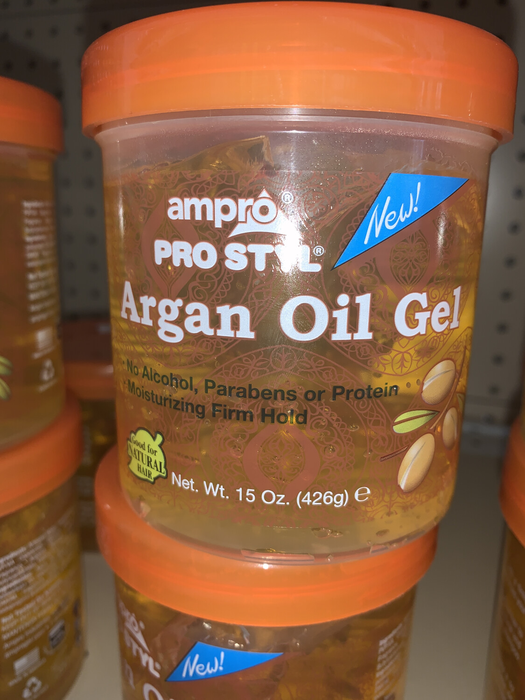 ampro®
New!
PRO STYL®
Argan Oil Gel
· No Alcohol, Parabens or Protein
· Moisturizing Firm Hold
Good for
NATURAL
HAIR
Net. Wt. 15 Oz. (426g) ℮
New!
STYL